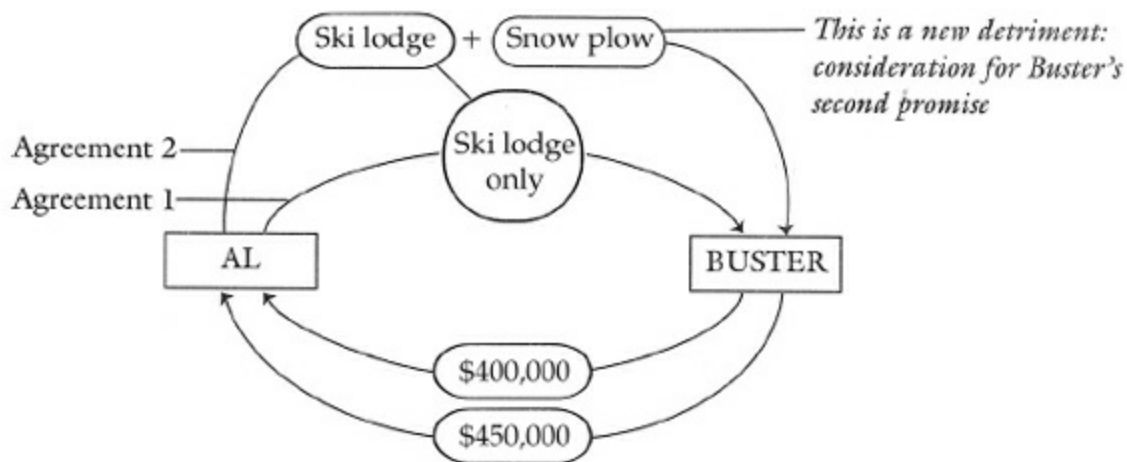 Ski lodge + Snow plow
This is a new detriment:
consideration for Buster's
second promise
Ski lodge
only
Agreement 2
Agreement 1
AL
BUSTER
$400,000
$450,000